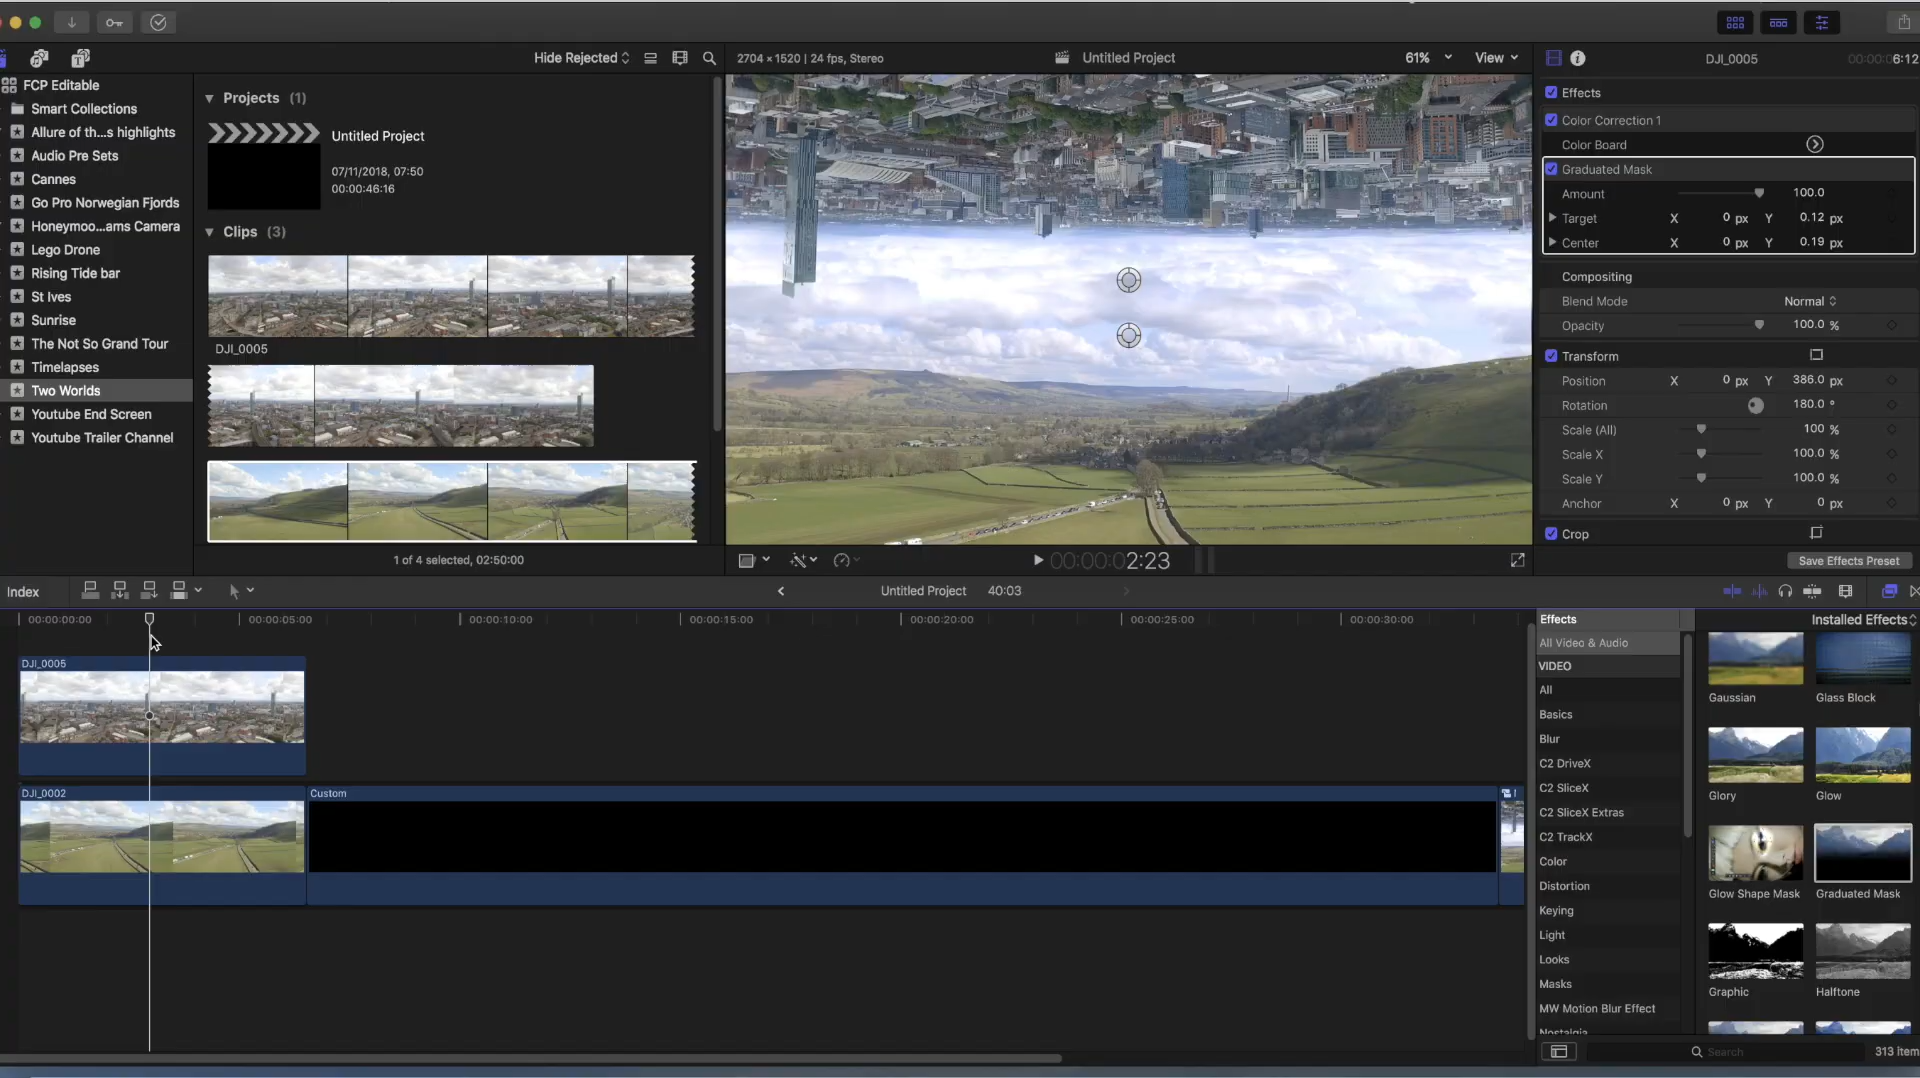 Hide Rejected
2704 × 1520 | 24 fps, Stereo
Untitled Project
61%
View
DJI_0005
00:00:06:12
FCP Editable
Smart Collections
Allure of th...s highlights
Audio Pre Sets
Cannes
Go Pro Norwegian Fjords
Honeymoo...ams Camera
Lego Drone
Rising Tide bar
St Ives
Sunrise
The Not So Grand Tour
Timelapses
Two Worlds
Youtube End Screen
Youtube Trailer Channel
Projects (1)
Untitled Project
07/11/2018, 07:50
00:00:46:16
Clips (3)
DJI_0005
1 of 4 selected, 02:50:00
00:00:02:23
Effects
Color Correction 1
Color Board
Graduated Mask
Amount 100.0
Target X 0 px Y 0.12 px
Center X 0 px Y 0.19 px
Compositing
Blend Mode Normal
Opacity 100.0 %
Transform
Position X 0 px Y 386.0 px
Rotation 180.0 °
Scale (All) 100 %
Scale X 100.0 %
Scale Y 100.0 %
Anchor X 0 px Y 0 px
Crop
Save Effects Preset
Index
Untitled Project 40:03
00:00:00:00
00:00:05:00
00:00:10:00
00:00:15:00
00:00:20:00
00:00:25:00
00:00:30:00
DJI_0005
DJI_0002
Custom
Effects
Installed Effects
All Video & Audio
VIDEO
All
Basics
Blur
C2 DriveX
C2 SliceX
C2 SliceX Extras
C2 TrackX
Color
Distortion
Keying
Light
Looks
Masks
MW Motion Blur Effect
Nostalgia
Gaussian
Glass Block
Glory
Glow
Glow Shape Mask
Graduated Mask
Graphic
Halftone
Search
313 item